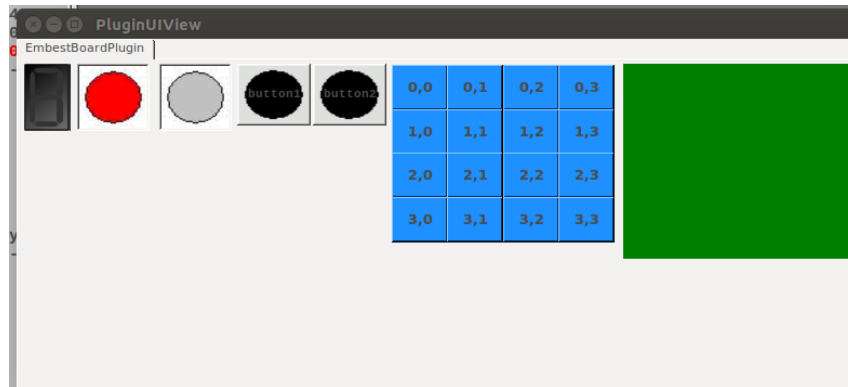 PluginUIView
EmbestBoardPlugin
button1 button2
0,0 0,1 0,2 0,3
1,0 1,1 1,2 1,3
2,0 2,1 2,2 2,3
3,0 3,1 3,2 3,3